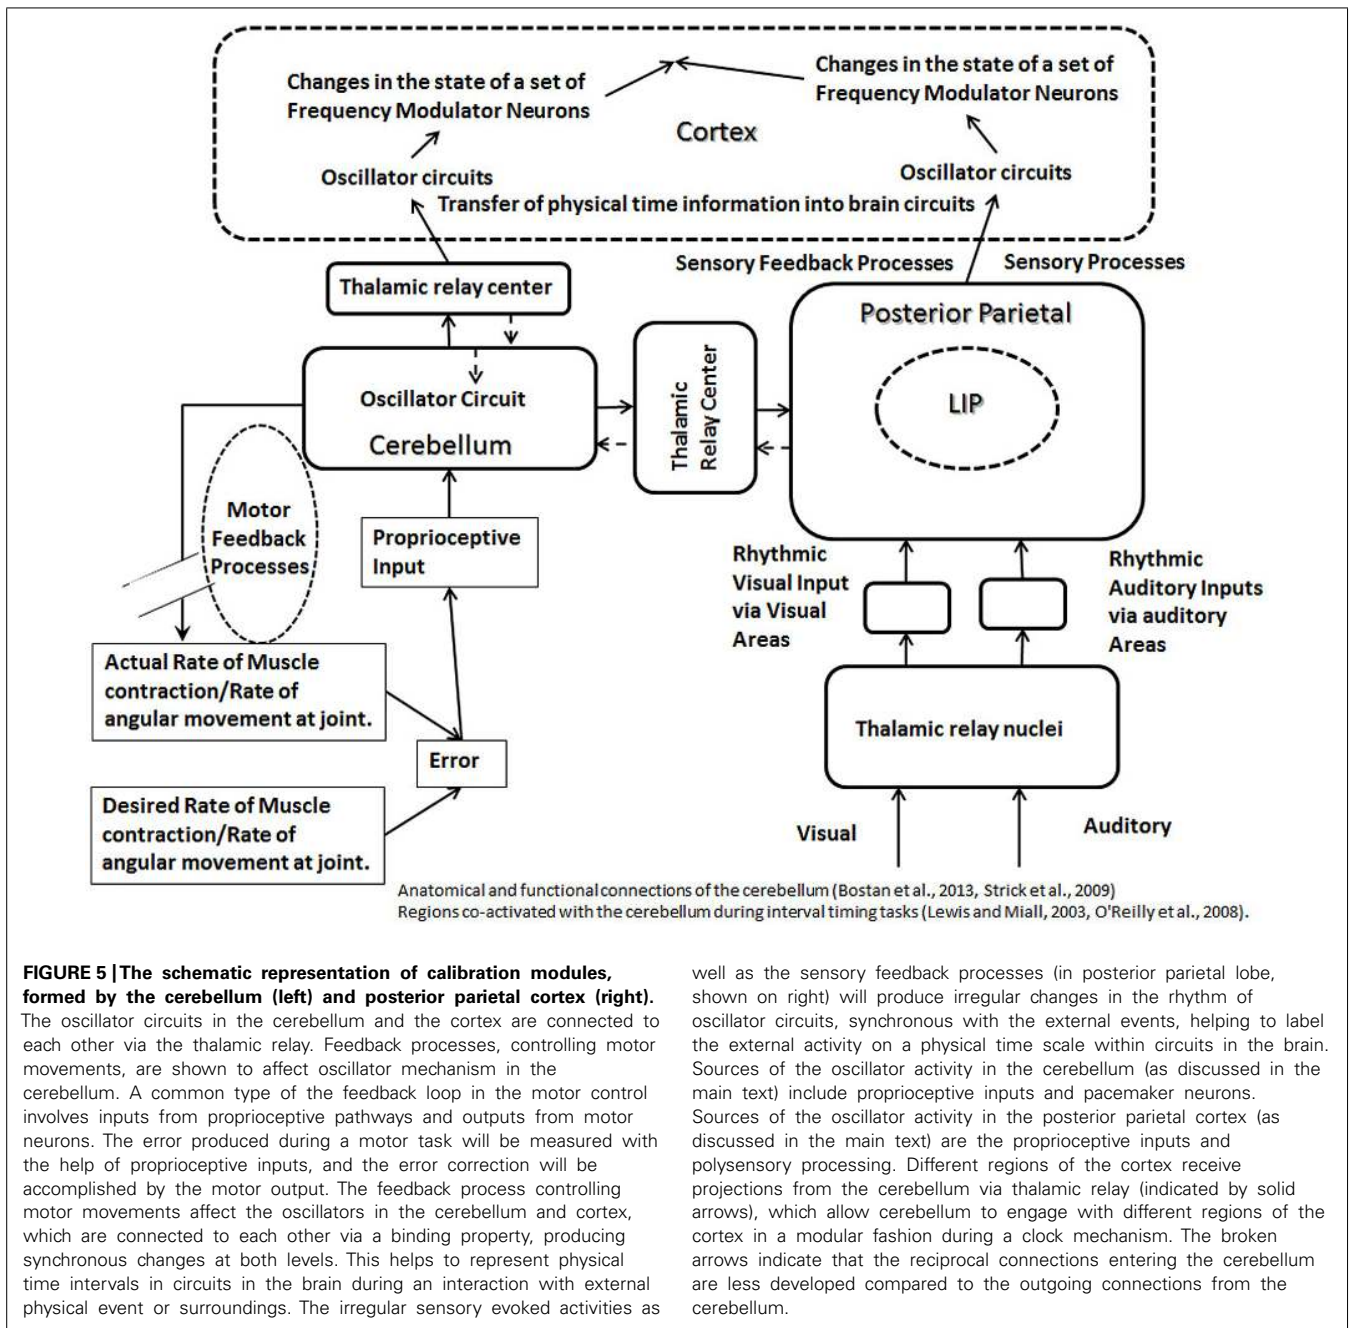 Changes in the state of a set of
Frequency Modulator Neurons
Changes in the state of a set of
Frequency Modulator Neurons
Cortex
Oscillator circuits
Oscillator circuits
Transfer of physical time information into brain circuits
Sensory Feedback Processes
Sensory Processes
Thalamic relay center
Posterior Parietal
LIP
Thalamic
Relay Center
Oscillator Circuit
Cerebellum
Motor
Feedback
Processes
Proprioceptive
Input
Rhythmic
Visual Input
via Visual
Areas
Rhythmic
Auditory Inputs
via auditory
Areas
Actual Rate of Muscle
contraction/Rate of
angular movement at joint.
Error
Thalamic relay nuclei
Desired Rate of Muscle
contraction/Rate of
angular movement at joint.
Visual
Auditory
Anatomical and functional connections of the cerebellum (Bostan et al., 2013, Strick et al., 2009)
Regions co-activated with the cerebellum during interval timing tasks (Lewis and Miall, 2003, O'Reilly et al., 2008).
FIGURE 5 | The schematic representation of calibration modules,
formed by the cerebellum (left) and posterior parietal cortex (right).
The oscillator circuits in the cerebellum and the cortex are connected to
each other via the thalamic relay. Feedback processes, controlling motor
movements, are shown to affect oscillator mechanism in the
cerebellum. A common type of the feedback loop in the motor control
involves inputs from proprioceptive pathways and outputs from motor
neurons. The error produced during a motor task will be measured with
the help of proprioceptive inputs, and the error correction will be
accomplished by the motor output. The feedback process controlling
motor movements affect the oscillators in the cerebellum and cortex,
which are connected to each other via a binding property, producing
synchronous changes at both levels. This helps to represent physical
time intervals in circuits in the brain during an interaction with external
physical event or surroundings. The irregular sensory evoked activities as
well as the sensory feedback processes (in posterior parietal lobe,
shown on right) will produce irregular changes in the rhythm of
oscillator circuits, synchronous with the external events, helping to label
the external activity on a physical time scale within circuits in the brain.
Sources of the oscillator activity in the cerebellum (as discussed in the
main text) include proprioceptive inputs and pacemaker neurons.
Sources of the oscillator activity in the posterior parietal cortex (as
discussed in the main text) are the proprioceptive inputs and
polysensory processing. Different regions of the cortex receive
projections from the cerebellum via thalamic relay (indicated by solid
arrows), which allow cerebellum to engage with different regions of the
cortex in a modular fashion during a clock mechanism. The broken
arrows indicate that the reciprocal connections entering the cerebellum
are less developed compared to the outgoing connections from the
cerebellum.